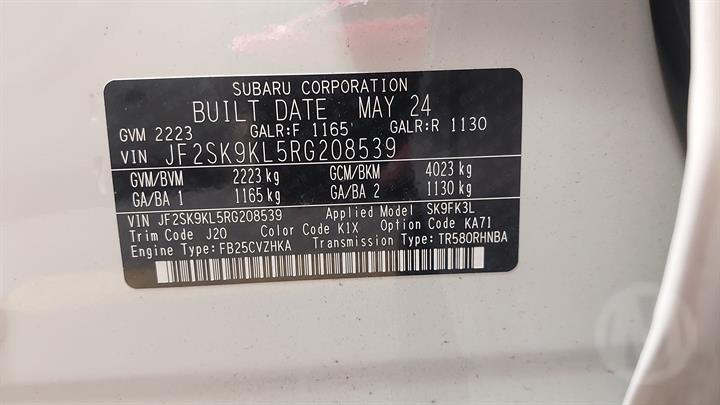 SUBARU CORPORATION
BUILT DATE MAY 24
GVM 2223 GALR:F 1165 GALR:R 1130
VIN JF2SK9KL5RG208539
GVM/BVM 2223 kg GCM/BKM 4023 kg
GA/BA 1 1165 kg GA/BA 2 1130 kg
VIN JF2SK9KL5RG208539 Applied Model SK9FK3L
Trim Code J20 Color Code K1X Option Code KA71
Engine Type:FB25CVZHKA Transmission Type:TR580RHNBA